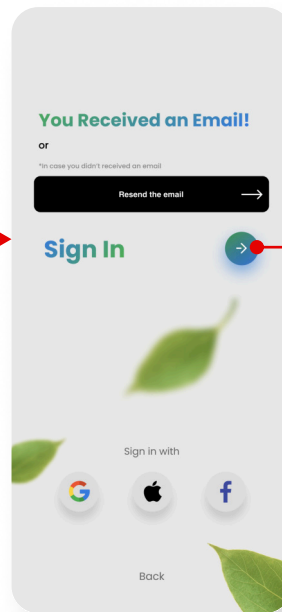 You Received an Email!
or
*In case you didn't received an email
Resend the email
Sign In
Sign in with
Back